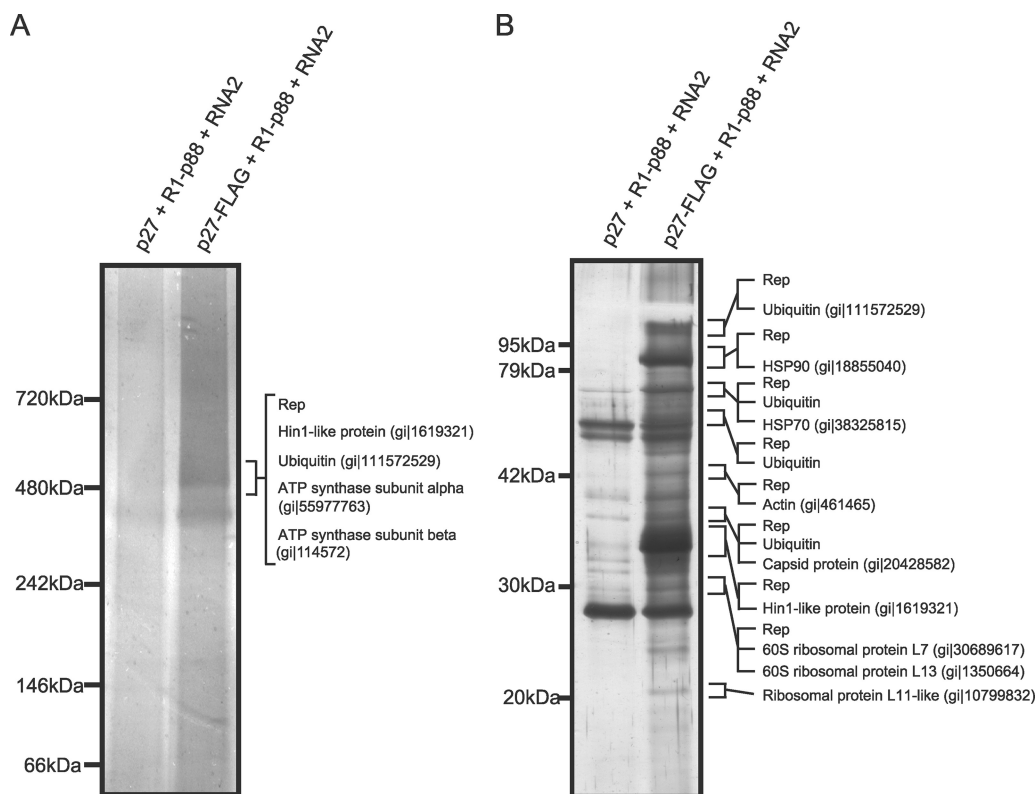 A
p27 + R1-p88 + RNA2
p27-FLAG + R1-p88 + RNA2
720kDa
480kDa
242kDa
146kDa
66kDa
Rep
Hin1-like protein (gi|1619321)
Ubiquitin (gi|111572529)
ATP synthase subunit alpha
(gi|55977763)
ATP synthase subunit beta
(gi|114572)
B
p27 + R1-p88 + RNA2
p27-FLAG + R1-p88 + RNA2
95kDa
79kDa
42kDa
30kDa
20kDa
Rep
Ubiquitin (gi|111572529)
Rep
HSP90 (gi|18855040)
Rep
Ubiquitin
HSP70 (gi|38325815)
Rep
Ubiquitin
Rep
Actin (gi|461465)
Rep
Ubiquitin
Capsid protein (gi|20428582)
Rep
Hin1-like protein (gi|1619321)
Rep
60S ribosomal protein L7 (gi|30689617)
60S ribosomal protein L13 (gi|1350664)
Ribosomal protein L11-like (gi|10799832)